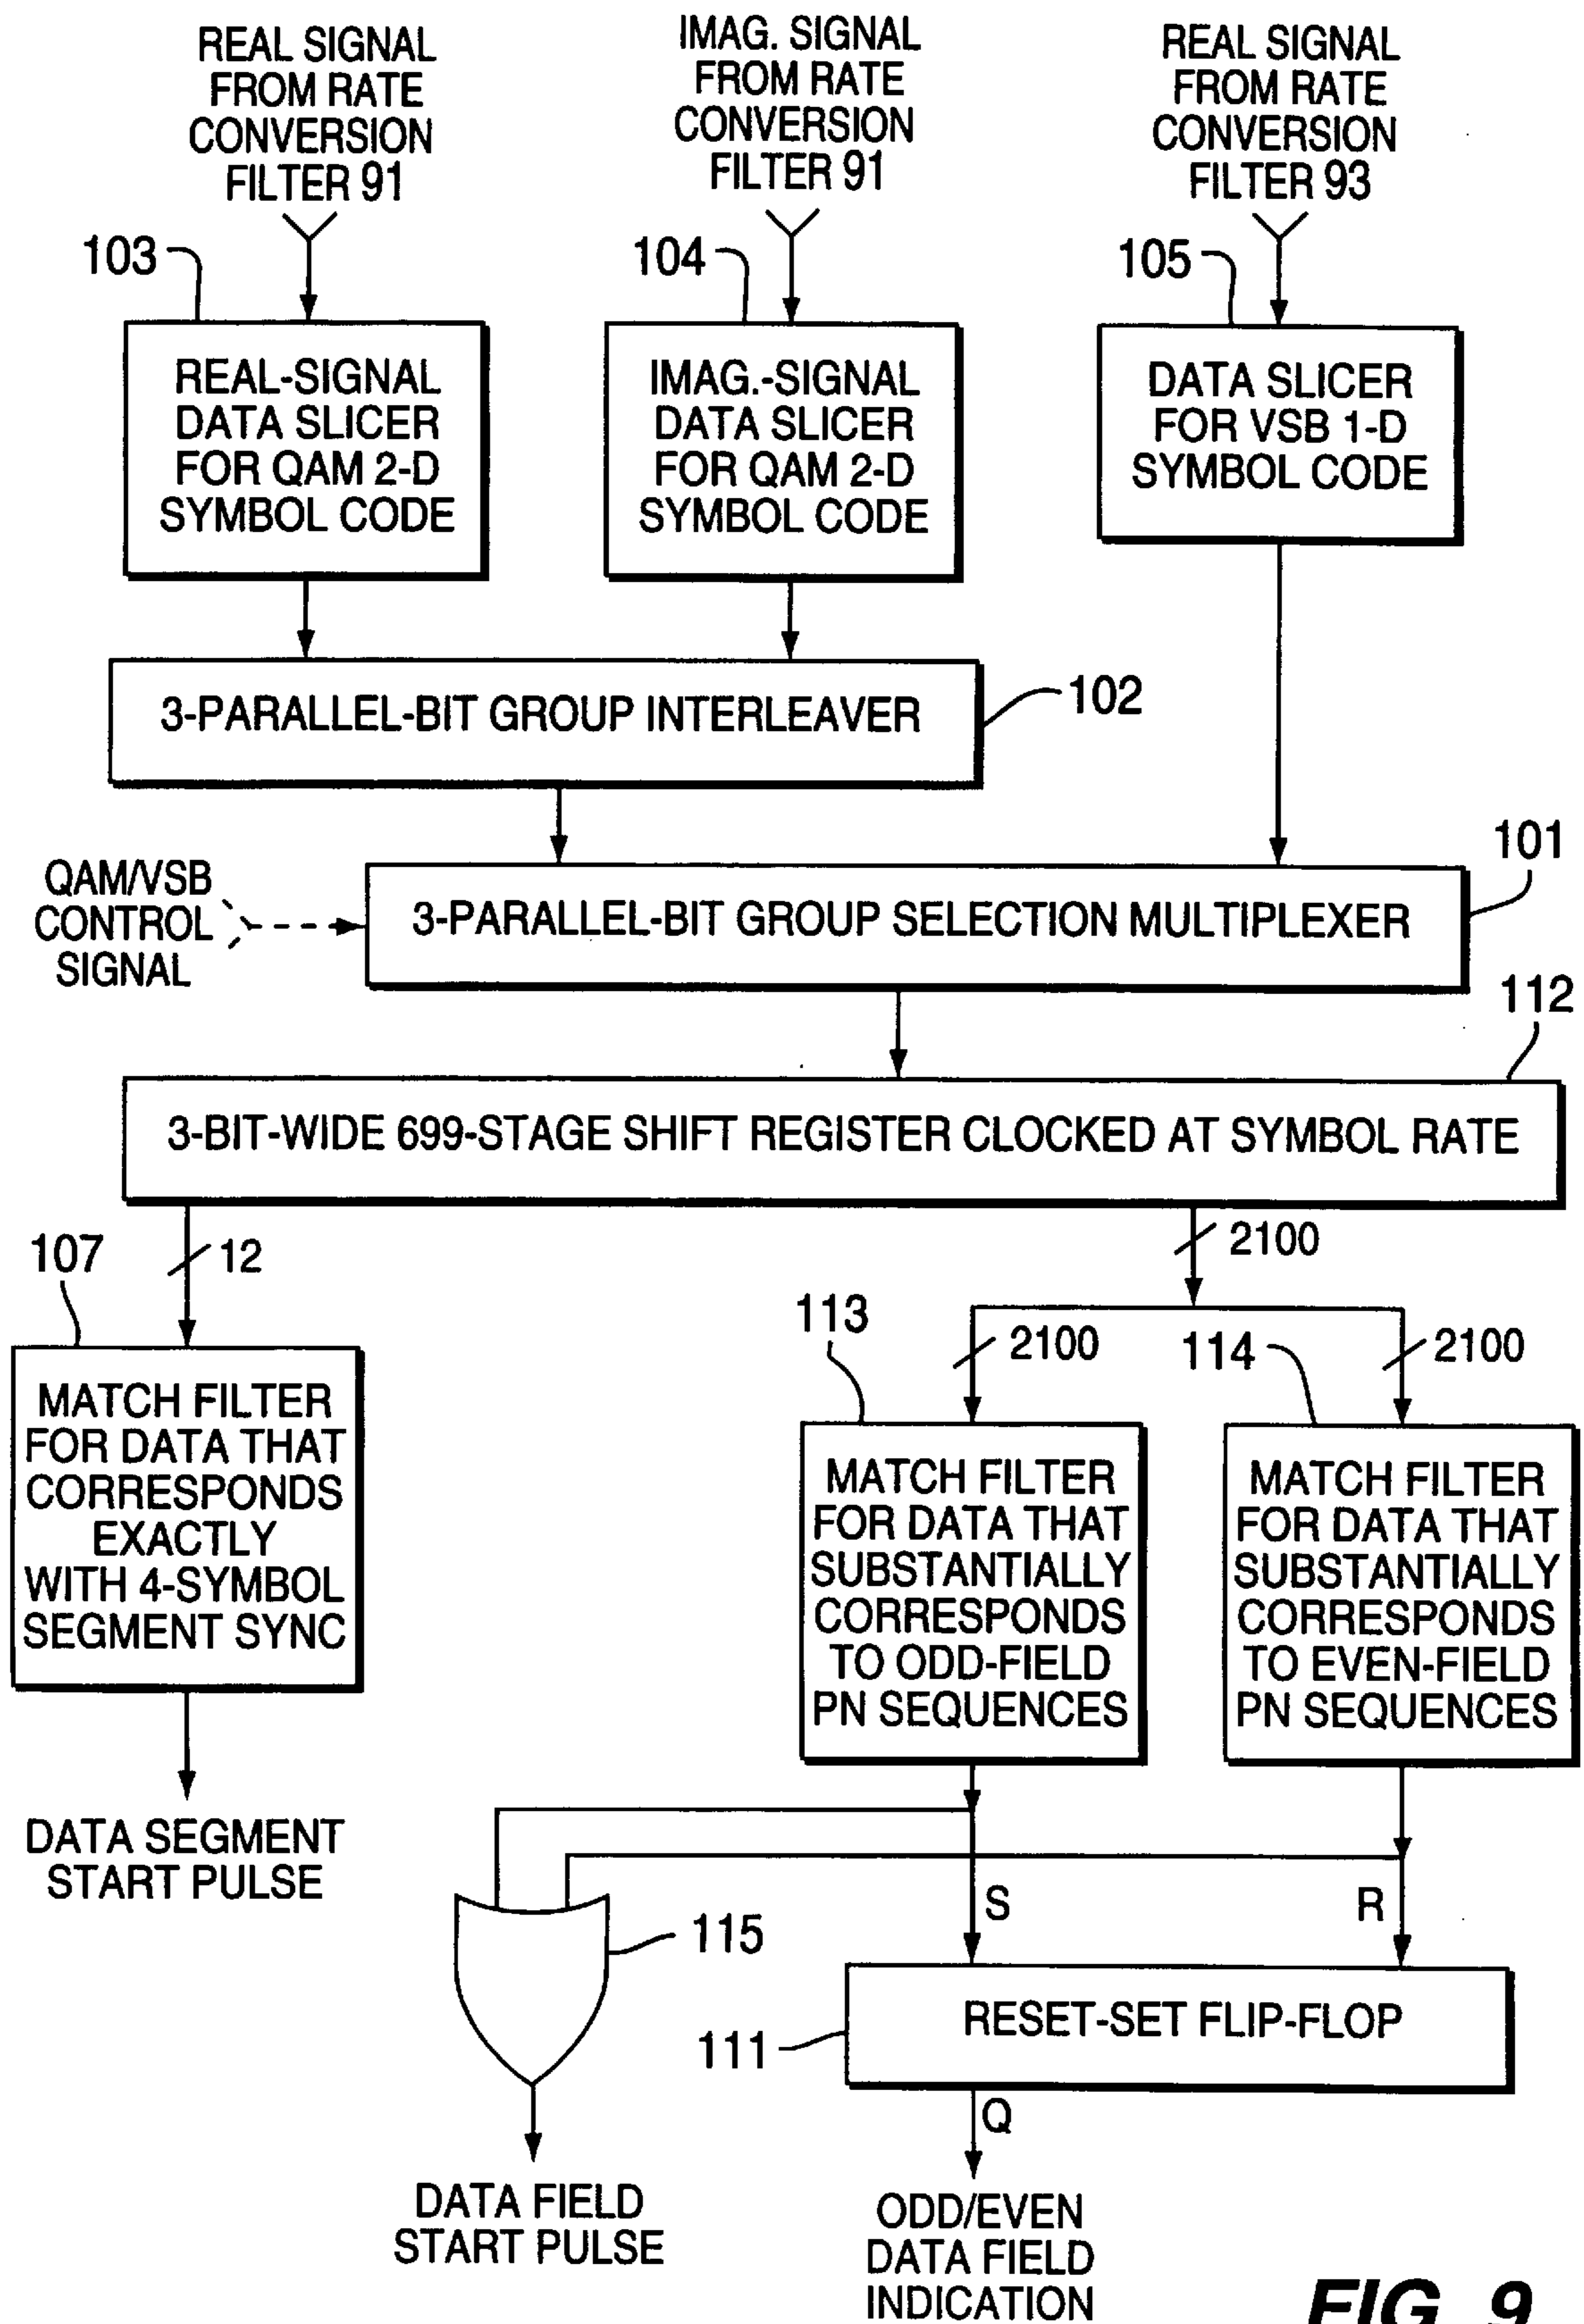 REAL SIGNAL
FROM RATE
CONVERSION
FILTER 91
IMAG. SIGNAL
FROM RATE
CONVERSION
FILTER 91
REAL SIGNAL
FROM RATE
CONVERSION
FILTER 93
103
104
105
REAL-SIGNAL
DATA SLICER
FOR QAM 2-D
SYMBOL CODE
IMAG.-SIGNAL
DATA SLICER
FOR QAM 2-D
SYMBOL CODE
DATA SLICER
FOR VSB 1-D
SYMBOL CODE
3-PARALLEL-BIT GROUP INTERLEAVER
102
101
QAM/VSB
CONTROL
SIGNAL
3-PARALLEL-BIT GROUP SELECTION MULTIPLEXER
112
3-BIT-WIDE 699-STAGE SHIFT REGISTER CLOCKED AT SYMBOL RATE
107
12
2100
113
2100
114
2100
MATCH FILTER
FOR DATA THAT
CORRESPONDS
EXACTLY
WITH 4-SYMBOL
SEGMENT SYNC
MATCH FILTER
FOR DATA THAT
SUBSTANTIALLY
CORRESPONDS
TO ODD-FIELD
PN SEQUENCES
MATCH FILTER
FOR DATA THAT
SUBSTANTIALLY
CORRESPONDS
TO EVEN-FIELD
PN SEQUENCES
DATA SEGMENT
START PULSE
S
R
115
RESET-SET FLIP-FLOP
111
Q
DATA FIELD
START PULSE
ODD/EVEN
DATA FIELD
INDICATION
FIG. 9